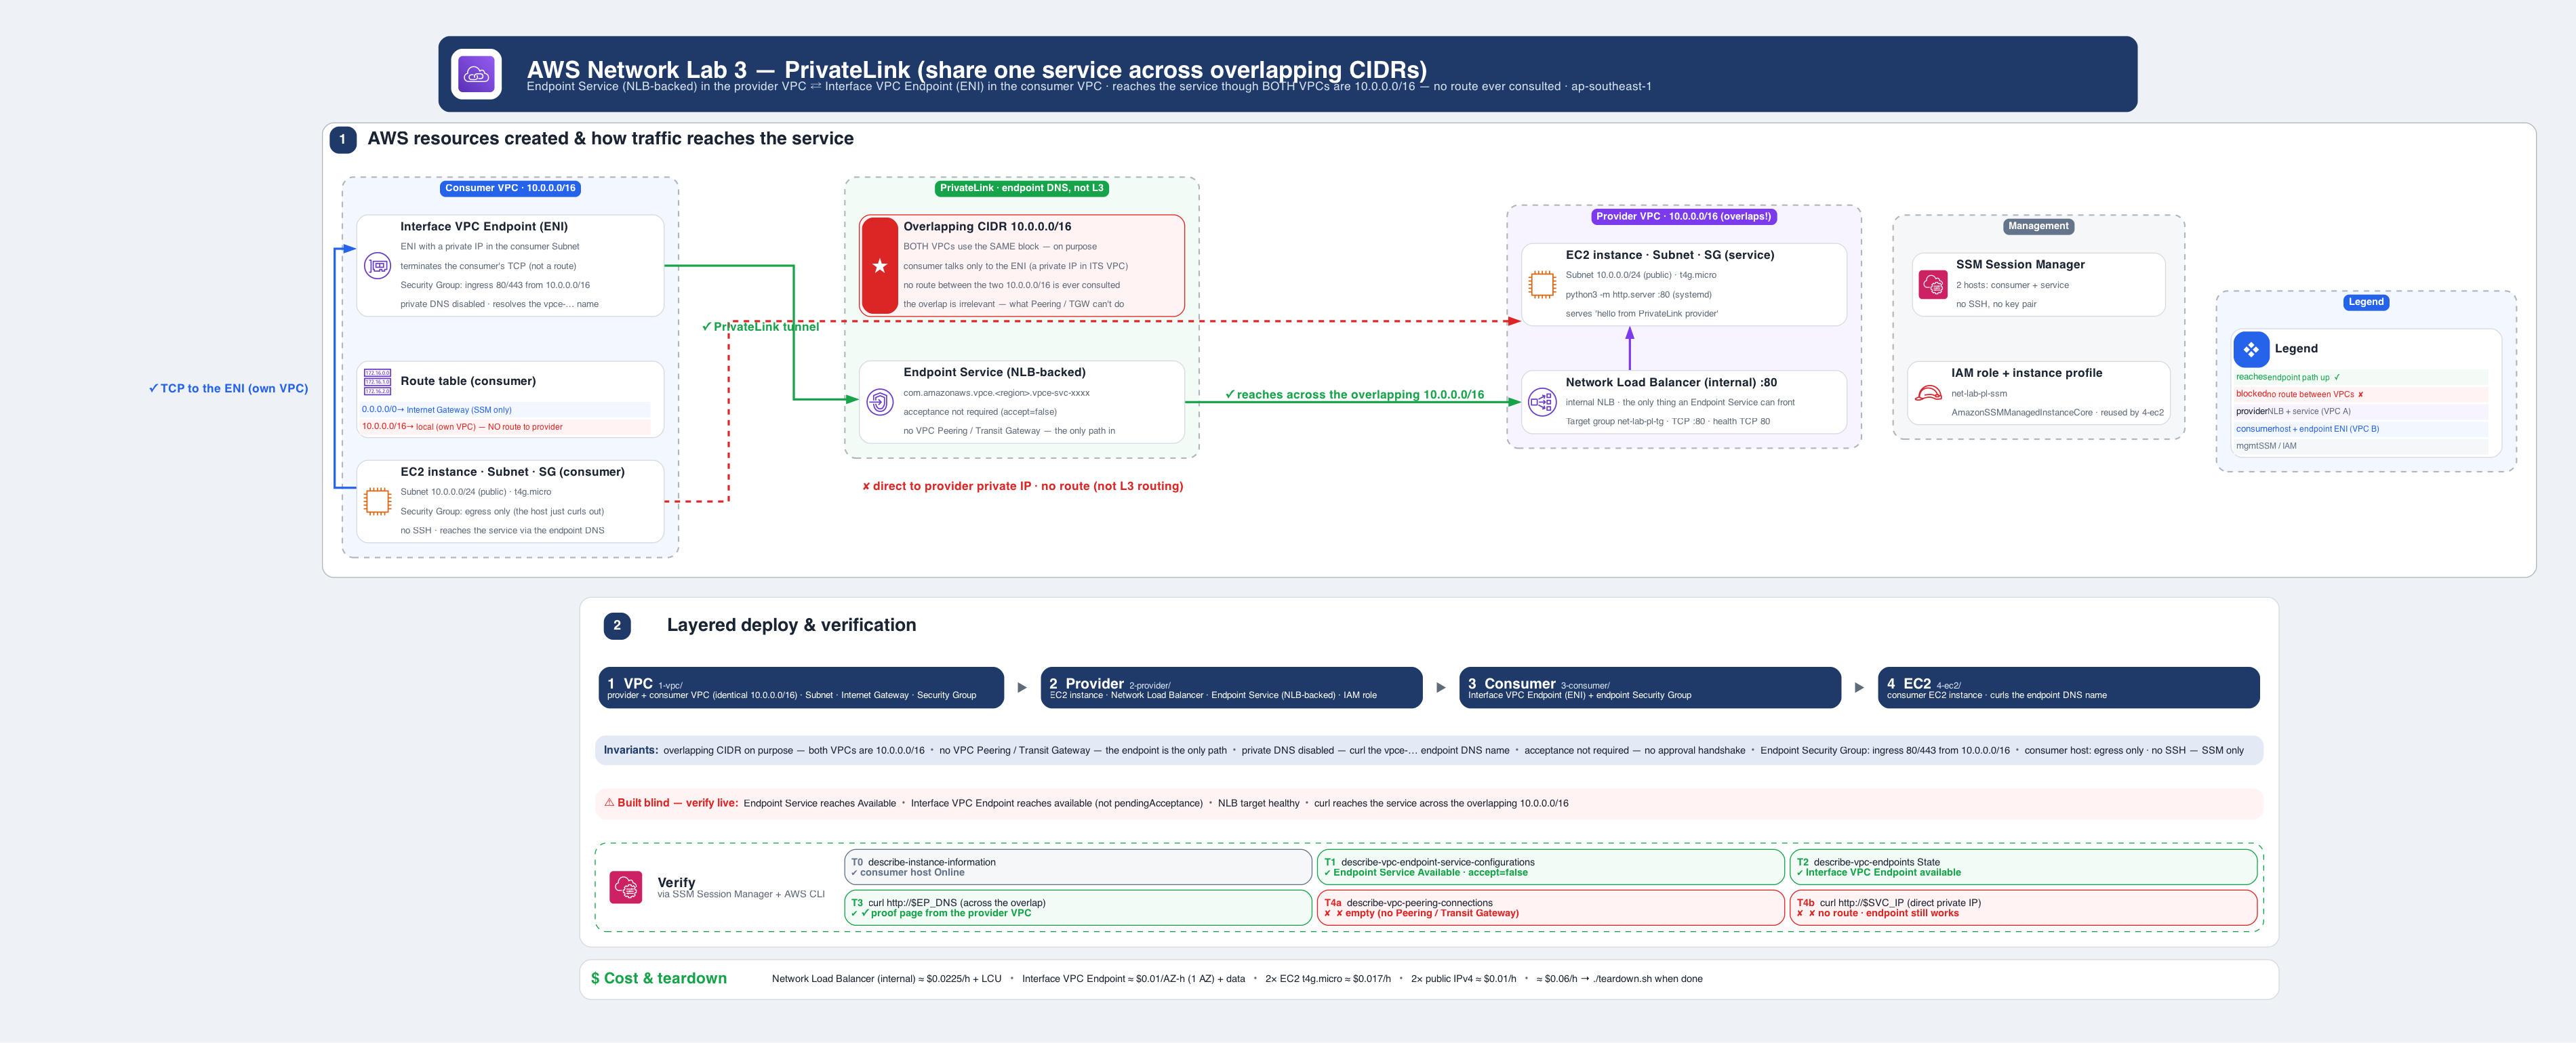 AWS Network Lab 3 — PrivateLink (share one service across overlapping CIDRs)
Endpoint Service (NLB-backed) in the provider VPC ⇄ Interface VPC Endpoint (ENI) in the consumer VPC · reaches the service though BOTH VPCs are 10.0.0.0/16 — no route ever consulted · ap-southeast-1
1 AWS resources created & how traffic reaches the service
Consumer VPC · 10.0.0.0/16
Interface VPC Endpoint (ENI)
ENI with a private IP in the consumer Subnet
terminates the consumer's TCP (not a route)
Security Group: ingress 80/443 from 10.0.0.0/16
private DNS disabled · resolves the vpce-… name
172.16.0.0
172.16.1.0
172.16.2.0
Route table (consumer)
0.0.0.0/0→ Internet Gateway (SSM only)
10.0.0.0/16→ local (own VPC) — NO route to provider
EC2 instance · Subnet · SG (consumer)
Subnet 10.0.0.0/24 (public) · t4g.micro
Security Group: egress only (the host just curls out)
no SSH · reaches the service via the endpoint DNS
✓ TCP to the ENI (own VPC)
✓ PrivateLink tunnel
PrivateLink · endpoint DNS, not L3
Overlapping CIDR 10.0.0.0/16
BOTH VPCs use the SAME block — on purpose
consumer talks only to the ENI (a private IP in ITS VPC)
no route between the two 10.0.0.0/16 is ever consulted
the overlap is irrelevant — what Peering / TGW can't do
Endpoint Service (NLB-backed)
com.amazonaws.vpce.<region>.vpce-svc-xxxx
acceptance not required (accept=false)
no VPC Peering / Transit Gateway — the only path in
✘ direct to provider private IP · no route (not L3 routing)
✓ reaches across the overlapping 10.0.0.0/16
Provider VPC · 10.0.0.0/16 (overlaps!)
EC2 instance · Subnet · SG (service)
Subnet 10.0.0.0/24 (public) · t4g.micro
python3 -m http.server :80 (systemd)
serves 'hello from PrivateLink provider'
Network Load Balancer (internal) :80
internal NLB · the only thing an Endpoint Service can front
Target group net-lab-pl-tg · TCP :80 · health TCP 80
Management
SSM Session Manager
2 hosts: consumer + service
no SSH, no key pair
IAM role + instance profile
net-lab-pl-ssm
AmazonSSMManagedInstanceCore · reused by 4-ec2
Legend
Legend
reachesendpoint path up ✓
blockedno route between VPCs ✘
providerNLB + service (VPC A)
consumerhost + endpoint ENI (VPC B)
mgmtSSM / IAM
2 Layered deploy & verification
1 VPC 1-vpc/
provider + consumer VPC (identical 10.0.0.0/16) · Subnet · Internet Gateway · Security Group
2 Provider 2-provider/
EC2 instance · Network Load Balancer · Endpoint Service (NLB-backed) · IAM role
3 Consumer 3-consumer/
Interface VPC Endpoint (ENI) + endpoint Security Group
4 EC2 4-ec2/
consumer EC2 instance · curls the endpoint DNS name
Invariants: overlapping CIDR on purpose — both VPCs are 10.0.0.0/16 • no VPC Peering / Transit Gateway — the endpoint is the only path • private DNS disabled — curl the vpce-… endpoint DNS name • acceptance not required — no approval handshake • Endpoint Security Group: ingress 80/443 from 10.0.0.0/16 • consumer host: egress only · no SSH — SSM only
⚠ Built blind — verify live: Endpoint Service reaches Available • Interface VPC Endpoint reaches available (not pendingAcceptance) • NLB target healthy • curl reaches the service across the overlapping 10.0.0.0/16
Verify
via SSM Session Manager + AWS CLI
T0 describe-instance-information
✓ consumer host Online
T1 describe-vpc-endpoint-service-configurations
✓ Endpoint Service Available · accept=false
T2 describe-vpc-endpoints State
✓ Interface VPC Endpoint available
T3 curl http://$EP_DNS (across the overlap)
✓ ✓ proof page from the provider VPC
T4a describe-vpc-peering-connections
✘ ✘ empty (no Peering / Transit Gateway)
T4b curl http://$SVC_IP (direct private IP)
✘ ✘ no route · endpoint still works
$ Cost & teardown
Network Load Balancer (internal) ≈ $0.0225/h + LCU • Interface VPC Endpoint ≈ $0.01/AZ-h (1 AZ) + data • 2× EC2 t4g.micro ≈ $0.017/h • 2× public IPv4 ≈ $0.01/h • ≈ $0.06/h → ./teardown.sh when done